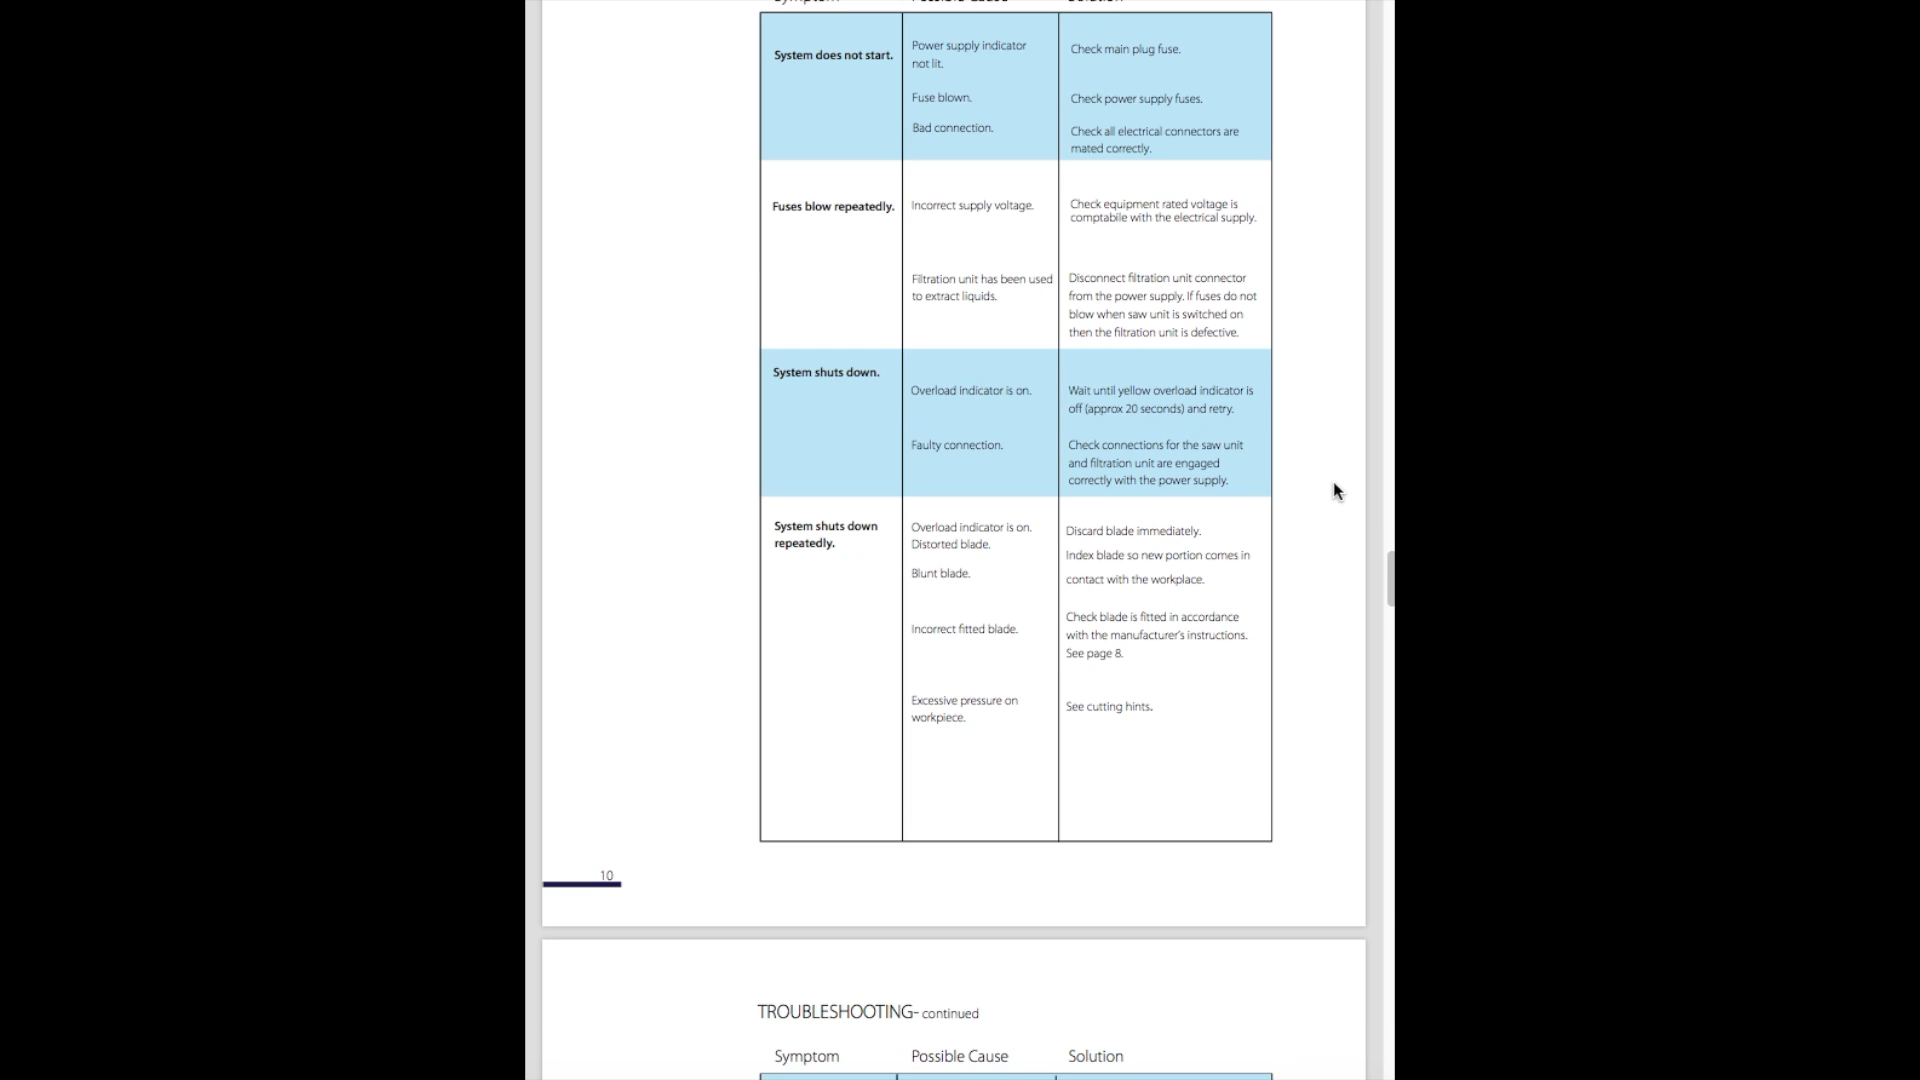 System does not start.
Power supply indicator
not lit.
Check main plug fuse.
Fuse blown.
Check power supply fuses.
Bad connection.
Check all electrical connectors are
mated correctly.
Fuses blow repeatedly.
Incorrect supply voltage.
Check equipment rated voltage is
comptabile with the electrical supply.
Filtration unit has been used
to extract liquids.
Disconnect filtration unit connector
from the power supply. If fuses do not
blow when saw unit is switched on
then the filtration unit is defective.
System shuts down.
Overload indicator is on.
Wait until yellow overload indicator is
off (approx 20 seconds) and retry.
Faulty connection.
Check connections for the saw unit
and filtration unit are engaged
correctly with the power supply.
System shuts down
repeatedly.
Overload indicator is on.
Distorted blade.
Discard blade immediately.
Blunt blade.
Index blade so new portion comes in
contact with the workplace.
Incorrect fitted blade.
Check blade is fitted in accordance
with the manufacturer's instructions.
See page 8.
Excessive pressure on
workpiece.
See cutting hints.
10
TROUBLESHOOTING- continued
Symptom Possible Cause Solution